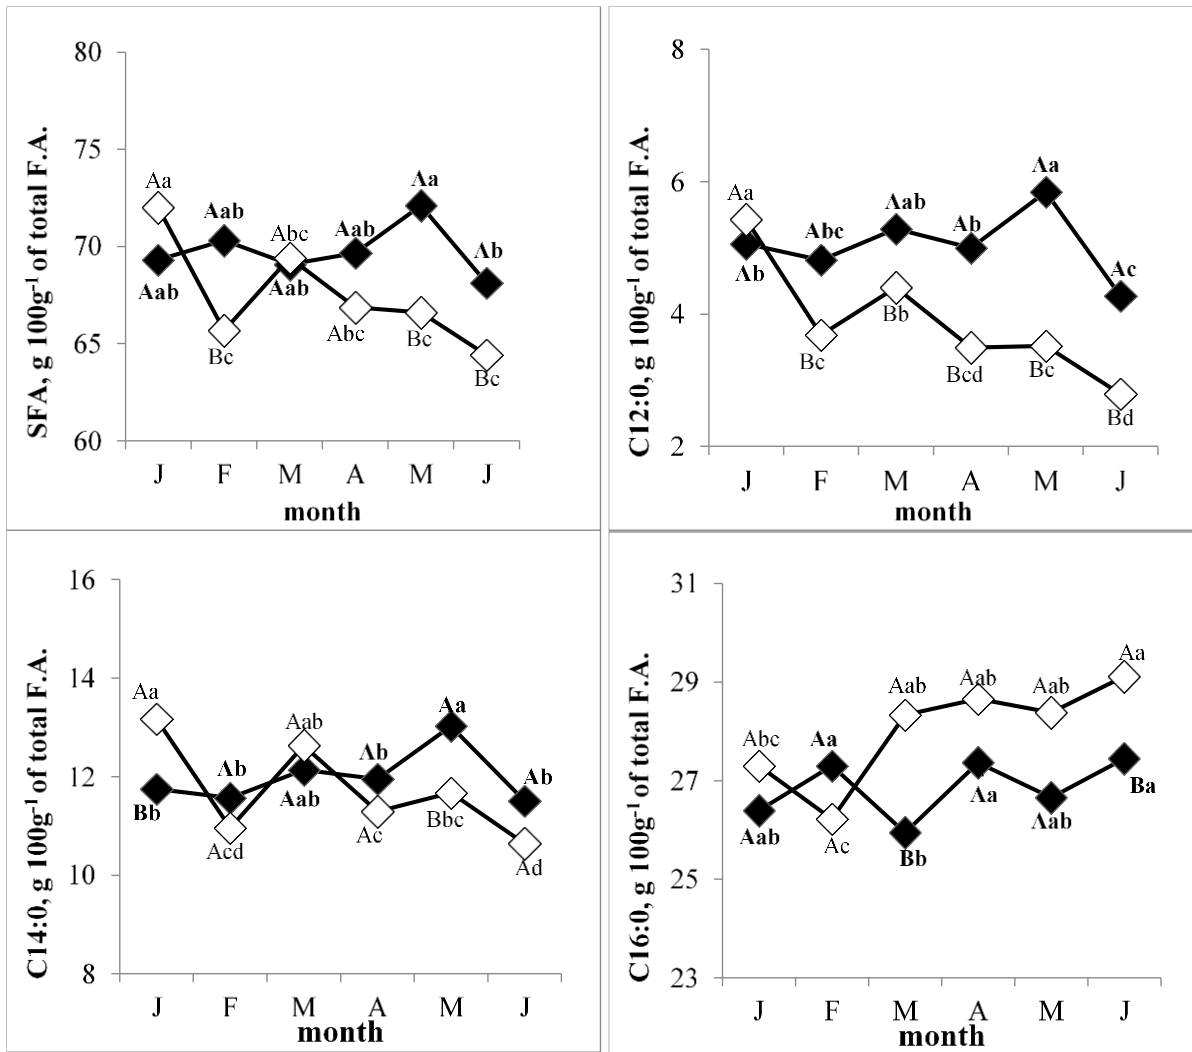 SFA, g 100g⁻¹ of total F.A.
80
75
70
65
60
Aa
Aab
Abc
Aab
Aa
Ab
Aab
Bc
Aab
Abc
Bc
Bc
J F M A M J
month
C12:0, g 100g⁻¹ of total F.A.
8
6
4
2
Aa
Abc
Aab
Ab
Aa
Ac
Ab
Bc
Bb
Bcd
Bc
Bd
J F M A M J
month
C14:0, g 100g⁻¹ of total F.A.
16
14
12
10
8
Aa
Ab
Aab
Ab
Aa
Ab
Bb
Acd
Aab
Ac
Bbc
Ad
J F M A M J
month
C16:0, g 100g⁻¹ of total F.A.
31
29
27
25
23
Abc
Aa
Aab
Aab
Aab
Aa
Aab
Ac
Bb
Aa
Aab
Ba
J F M A M J
month